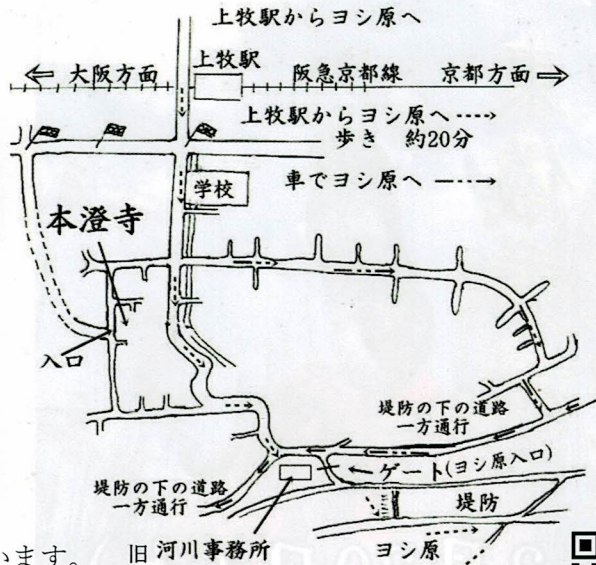 上牧駅からヨシ原へ
上牧駅
大阪方面
阪急京都線
京都方面
上牧駅からヨシ原へ
歩き 約20分
学校
車でヨシ原へ
本澄寺
入口
堤防の下の道路
一方通行
ゲート(ヨシ原入口)
堤防の下の道路
一方通行
堤防
います。
旧河川事務所
ヨシ原